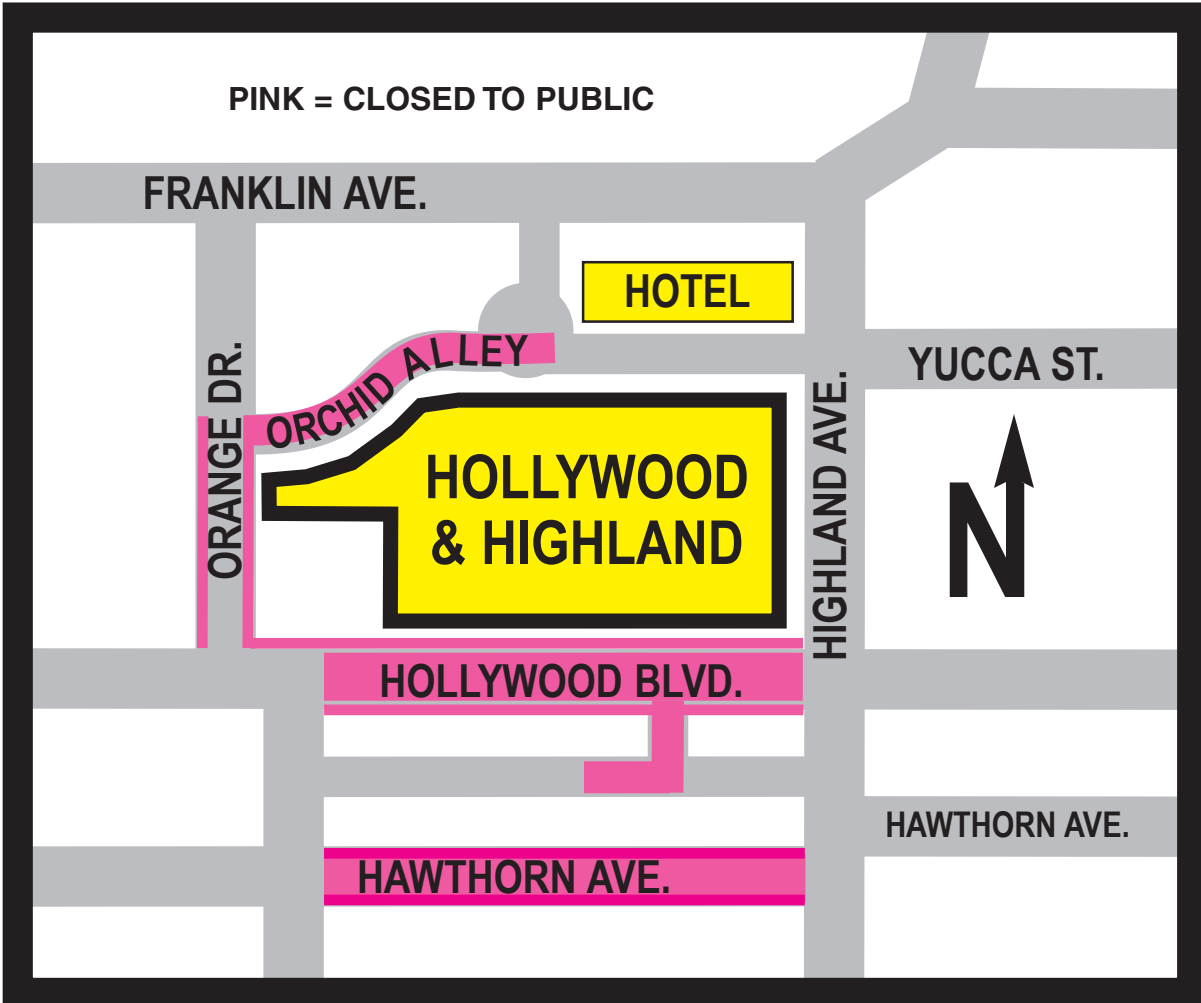 PINK = CLOSED TO PUBLIC
FRANKLIN AVE.
HOTEL
ORCHID ALLEY
YUCCA ST.
ORANGE DR.
HOLLYWOOD
& HIGHLAND
HIGHLAND AVE.
N
HOLLYWOOD BLVD.
HAWTHORN AVE.
HAWTHORN AVE.